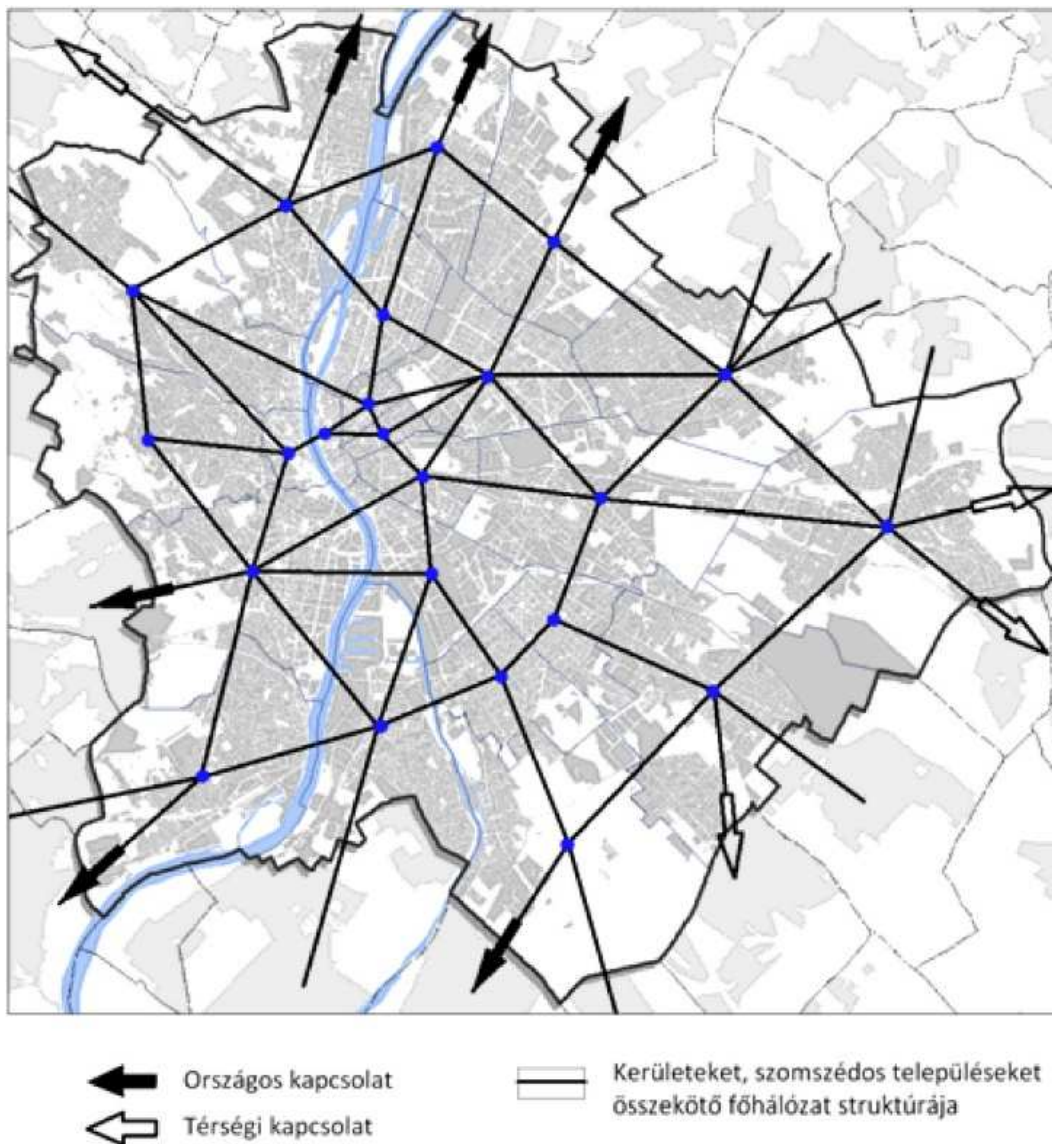 Országos kapcsolat
Térségi kapcsolat
Kerületeket, szomszédos településeket
összekötő főhálózat struktúrája